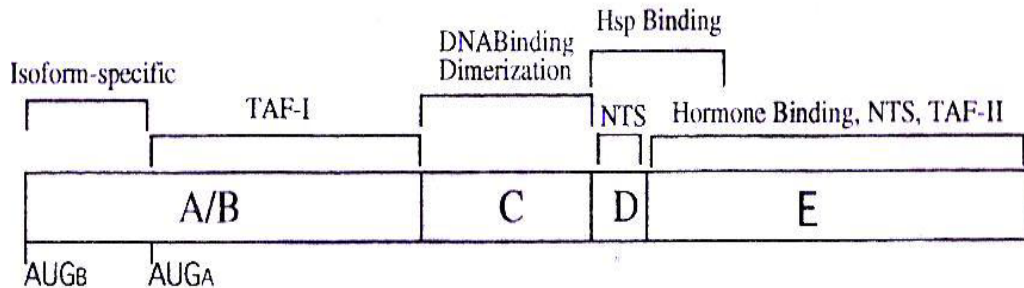 Hsp Binding
DNABinding
Dimerization
Isoform-specific
TAF-I
NTS
Hormone Binding, NTS, TAF-II
A/B
C
D
E
AUGB
AUGA